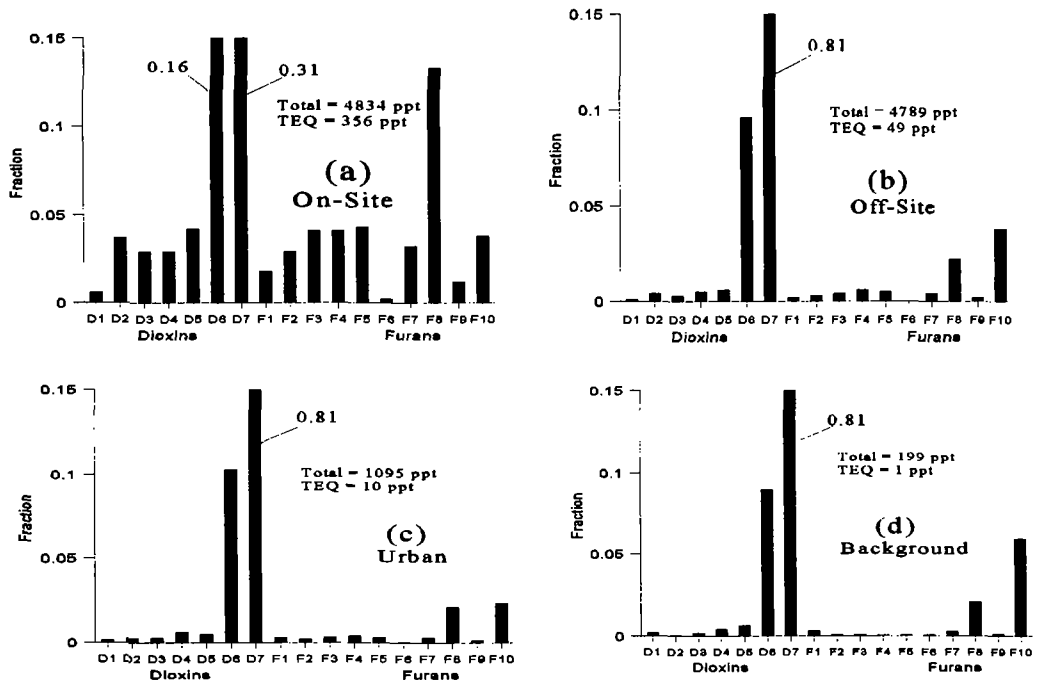 0.15
0.1
0.05
0
Fraction
0.16
0.31
Total = 4834 ppt
TEQ = 356 ppt
(a)
On-Site
D1 D2 D3 D4 D5 D6 D7 F1 F2 F3 F4 F5 F6 F7 F8 F9 F10
Dioxins Furans
0.15
0.1
0.05
0
Fraction
0.81
Total = 4789 ppt
TEQ = 49 ppt
(b)
Off-Site
D1 D2 D3 D4 D5 D6 D7 F1 F2 F3 F4 F5 F6 F7 F8 F9 F10
Dioxins Furans
0.15
0.1
0.05
0
Fraction
0.81
Total = 1095 ppt
TEQ = 10 ppt
(c)
Urban
D1 D2 D3 D4 D5 D6 D7 F1 F2 F3 F4 F5 F6 F7 F8 F9 F10
Dioxins Furans
0.15
0.1
0.05
0
Fraction
0.81
Total = 199 ppt
TEQ = 1 ppt
(d)
Background
D1 D2 D3 D4 D5 D6 D7 F1 F2 F3 F4 F5 F6 F7 F8 F9 F10
Dioxins Furans